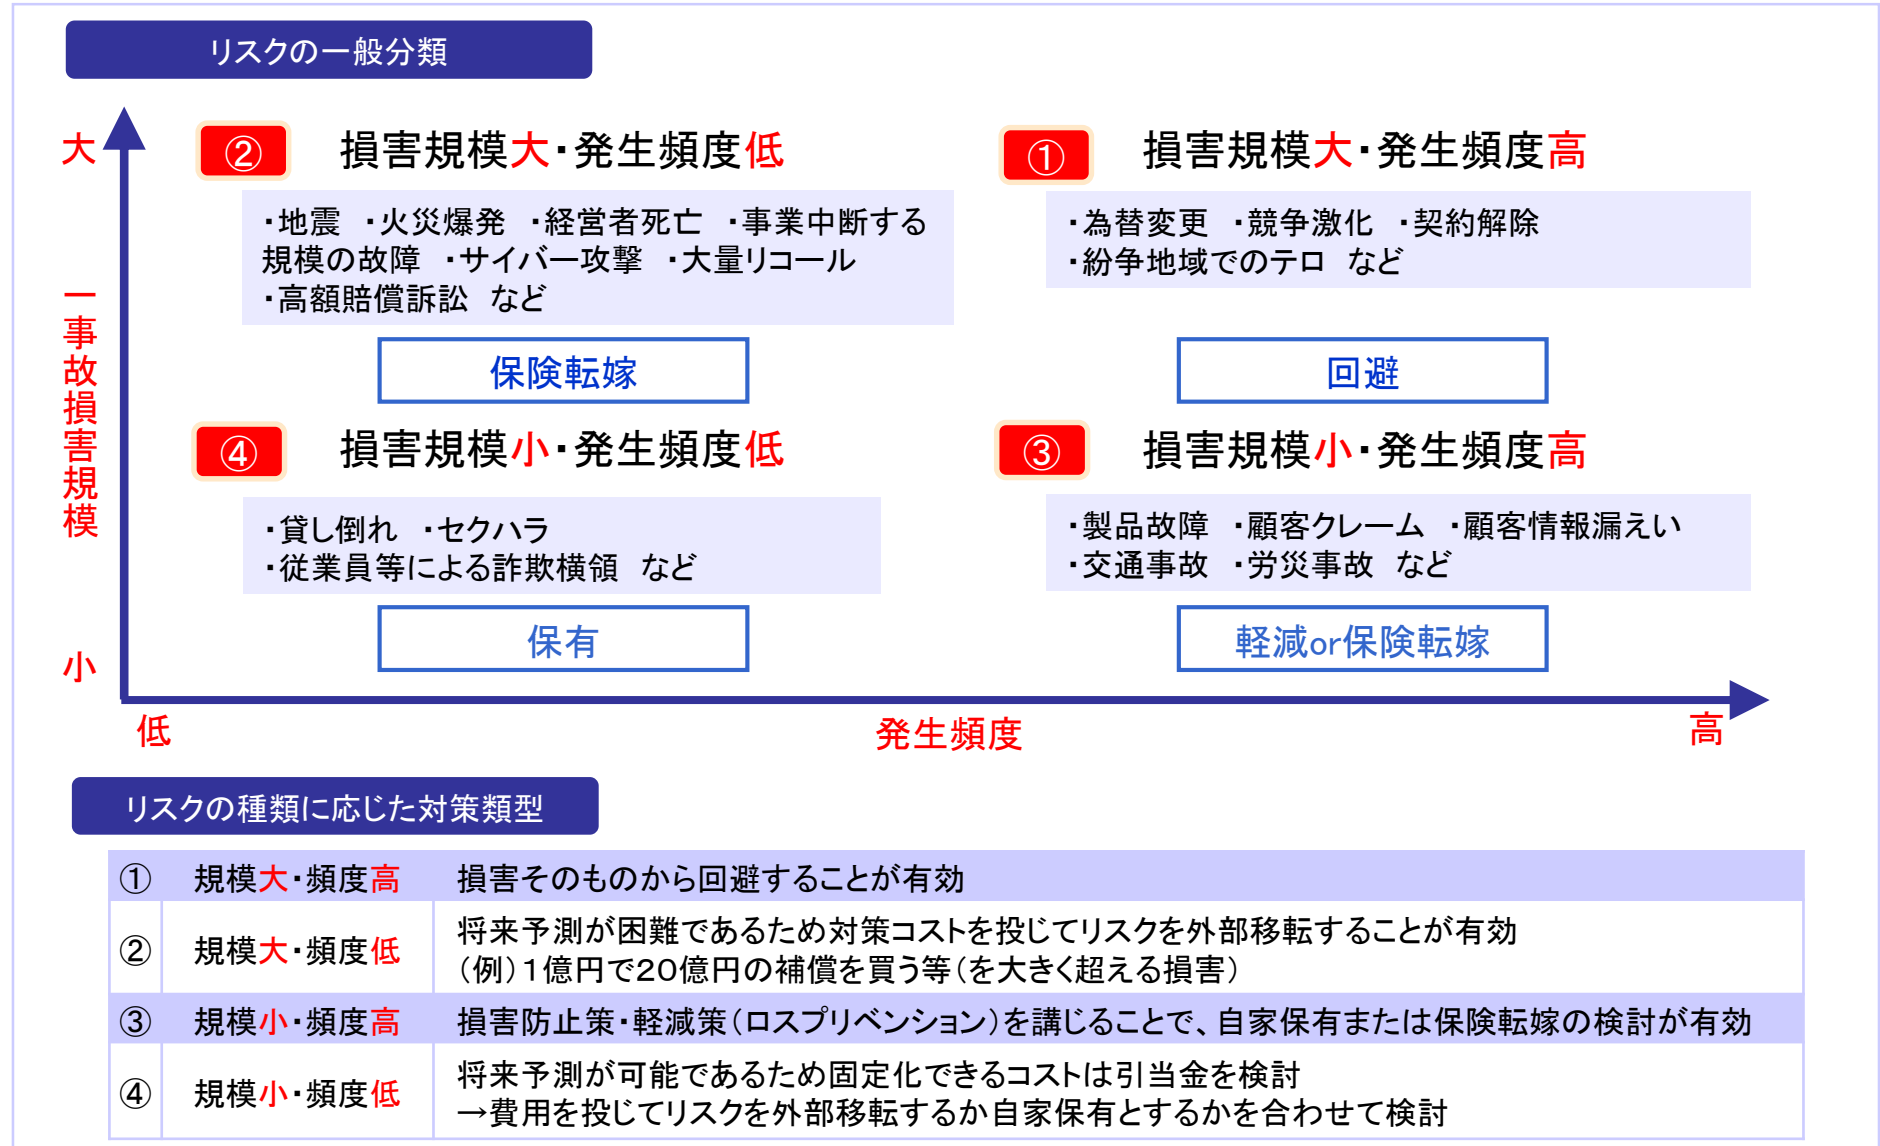 リスクの一般分類
大
一事故損害規模
小
② 損害規模大・発生頻度低
・地震 ・火災爆発 ・経営者死亡 ・事業中断する
規模の故障 ・サイバー攻撃 ・大量リコール
・高額賠償訴訟 など
保険転嫁
① 損害規模大・発生頻度高
・為替変更 ・競争激化 ・契約解除
・紛争地域でのテロ など
回避
④ 損害規模小・発生頻度低
・貸し倒れ ・セクハラ
・従業員等による詐欺横領 など
保有
③ 損害規模小・発生頻度高
・製品故障 ・顧客クレーム ・顧客情報漏えい
・交通事故 ・労災事故 など
軽減or保険転嫁
低 発生頻度 高
リスクの種類に応じた対策類型
① 規模大・頻度高 損害そのものから回避することが有効
② 規模大・頻度低 将来予測が困難であるため対策コストを投じてリスクを外部移転することが有効
（例）１億円で２０億円の補償を買う等（を大きく超える損害）
③ 規模小・頻度高 損害防止策・軽減策（ロスプリベンション）を講じることで、自家保有または保険転嫁の検討が有効
④ 規模小・頻度低 将来予測が可能であるため固定化できるコストは引当金を検討
→費用を投じてリスクを外部移転するか自家保有とするかを合わせて検討